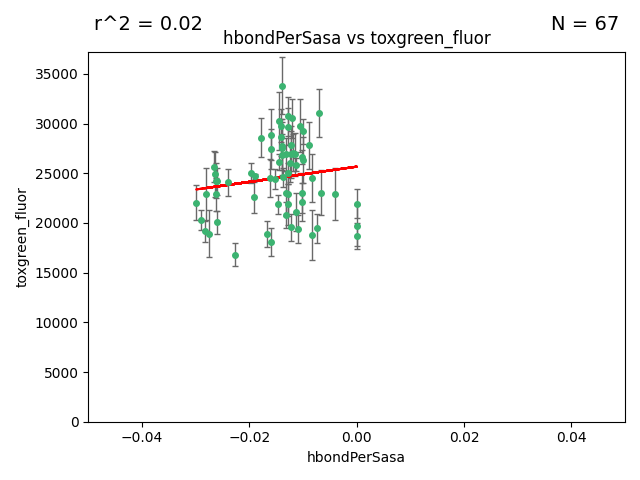 r^2 = 0.02
N = 67
hbondPerSasa vs toxgreen_fluor
35000
30000
25000
20000
15000
10000
5000
0
toxgreen_fluor
−0.04
−0.02
0.00
0.02
0.04
hbondPerSasa